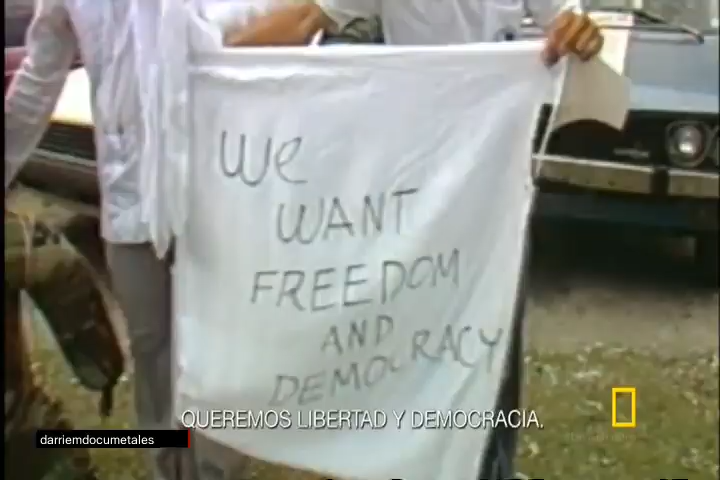 We
WANT
FREEDOM
AND
DEMOCRACY
QUEREMOS LIBERTAD Y DEMOCRACIA.
darriemdocumetales